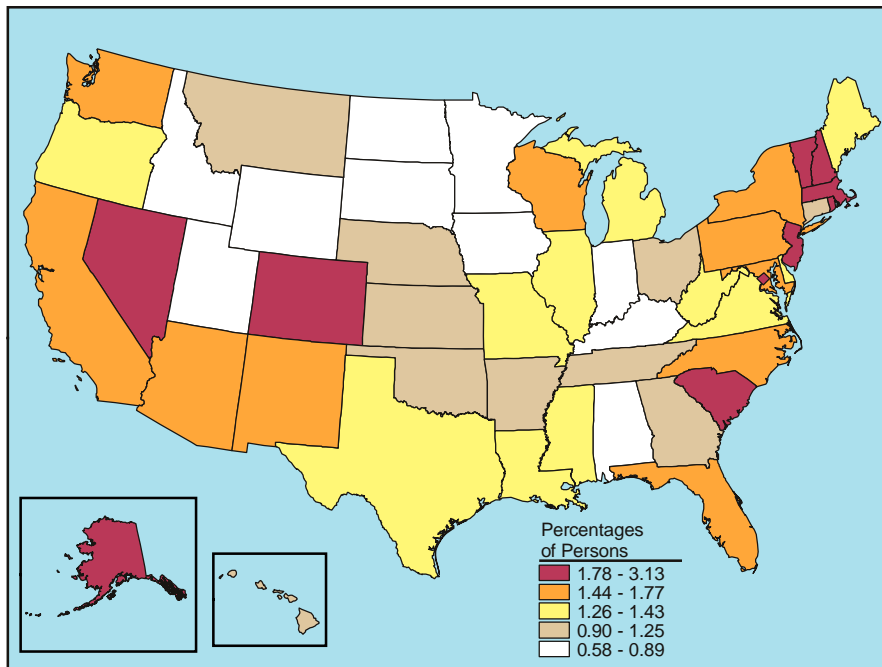 Percentages
of Persons
1.78 - 3.13
1.44 - 1.77
1.26 - 1.43
0.90 - 1.25
0.58 - 0.89